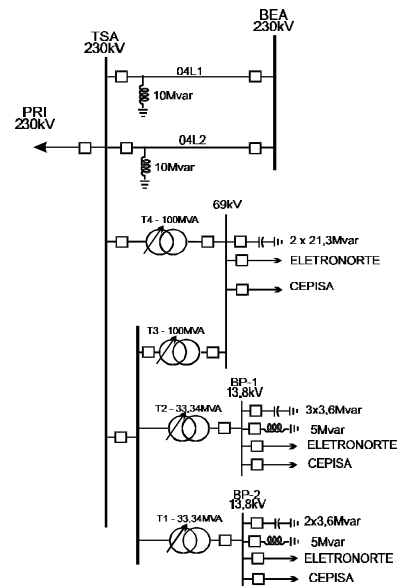 BEA
230kV
TSA
230kV
04L1
10Mvar
PRI
230kV
04L2
10Mvar
69kV
T4 - 100MVA
2 x 21,3Mvar
ELETRONORTE
CEPISA
T3 - 100MVA
BP-1
13,8kV
T2 - 33,34MVA
3x3,6Mvar
5Mvar
ELETRONORTE
CEPISA
BP-2
13,8kV
T1 - 33,34MVA
2x3,6Mvar
5Mvar
ELETRONORTE
CEPISA